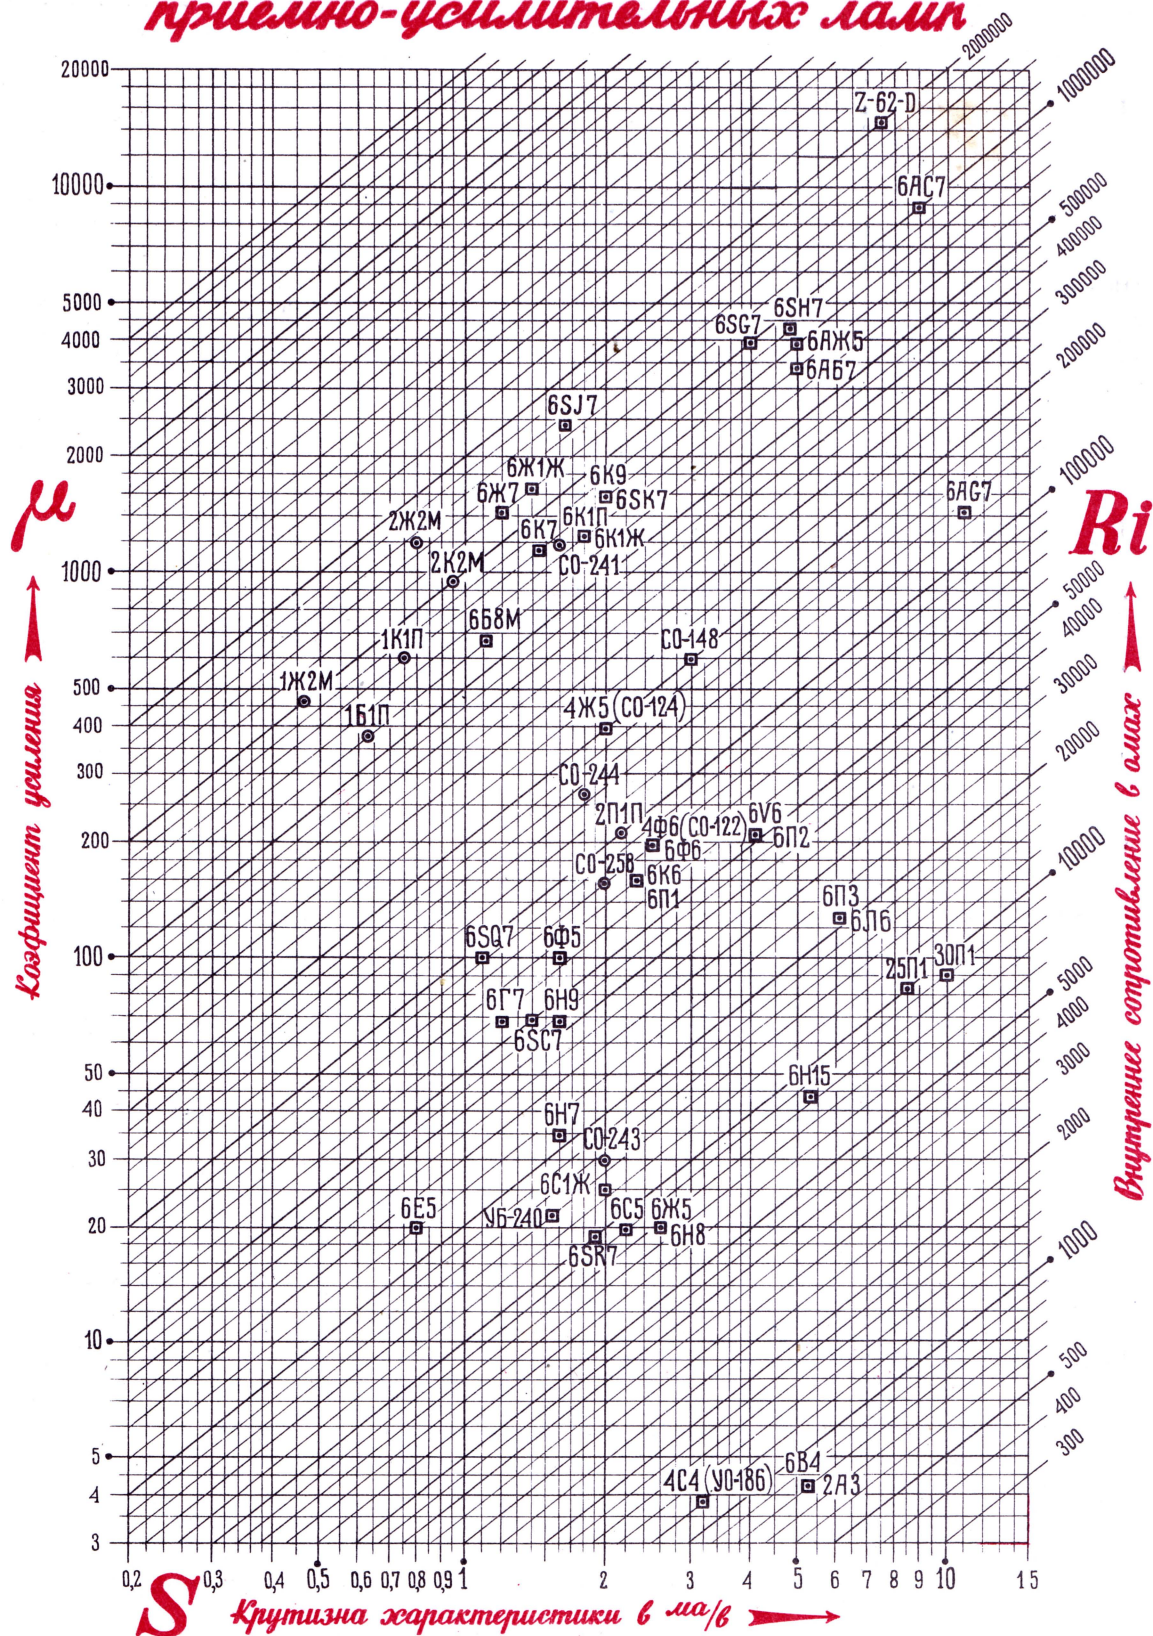 приемно-усилительных ламп
2000000
20000
1000000
Z-62-D
10000
6АС7
500000
400000
300000
5000
6SH7
6SG7
4000
6АЖ5
200000
6АБ7
3000
6SJ7
2000
100000
6Ж1Ж
6К9
6Ж7
6SK7
6AG7
μ
Ri
2Ж2М
6К1П
6К7
6К1Ж
СО-241
1000
2К2М
50000
40000
6Б8М
1К1П
СО-148
30000
500
1Ж2М
1Б1П
4Ж5(СО-124)
400
20000
300
СО-244
2П1П
4Ф6(СО-122)
6V6
200
6П2
6Ф6
10000
СО-258
6К6
6П1
6П3
6Л6
100
6SQ7
6Ф5
25П1
30П1
5000
4000
6Г7
6Н9
6SC7
3000
50
6Н15
40
2000
6Н7
СО-243
30
6С1Ж
20
6Е5
УБ-240
6С5
6Ж5
6Н8
1000
6SR7
10
500
400
300
5
4С4(УО-186)
6В4
2А3
4
3
0,2
0,3
0,4
0,5
0,6
0,7
0,8
0,9
1
2
3
4
5
6
7
8
9
10
15
S Крутизна характеристики в ма/в
Коэфициент усиления
Внутреннее сопротивление в омах